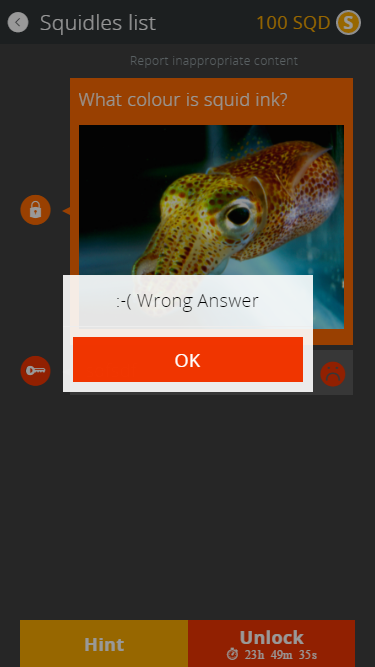 Squidles list
100 SQD S
Report inappropriate content
What colour is squid ink?
:-( Wrong Answer
OK
Hint
Unlock
23h 49m 35s